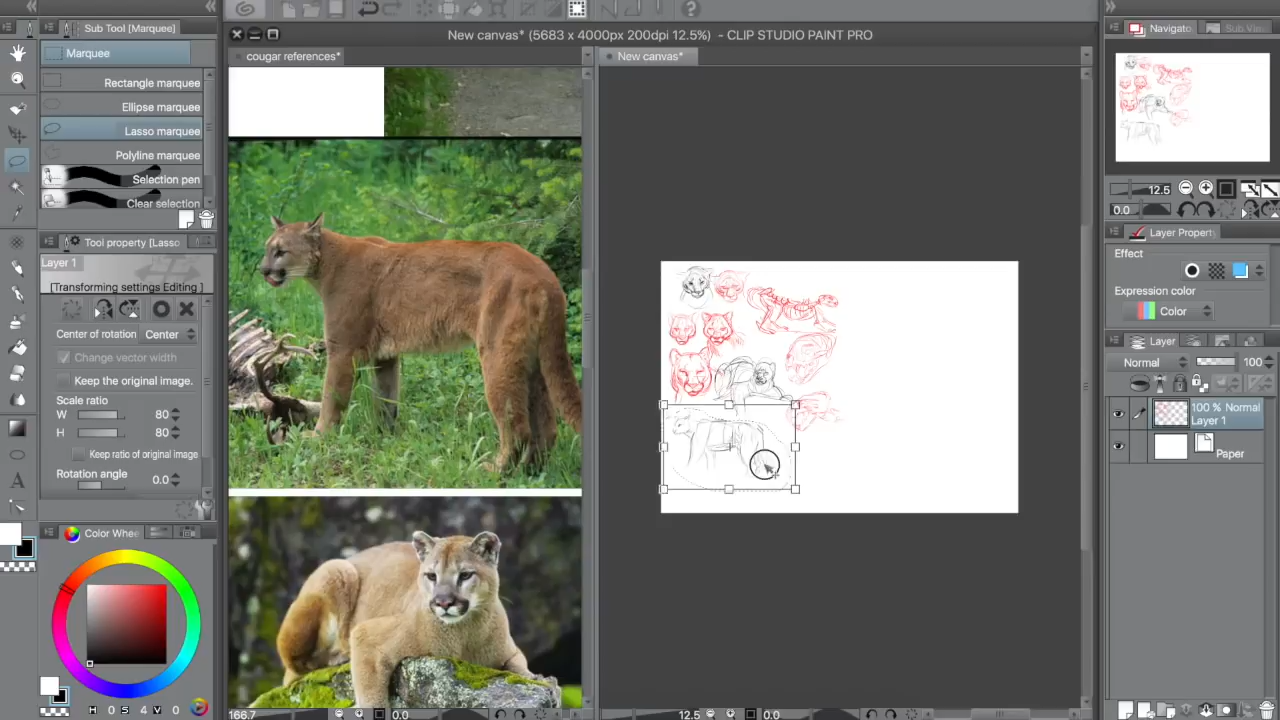 New canvas* (5683 x 4000px 200dpi 12.5%) - CLIP STUDIO PAINT PRO
Sub Tool [Marquee]
Marquee
Rectangle marquee
Ellipse marquee
Lasso marquee
Polyline marquee
Selection pen
Clear selection
Tool property [Lasso
Layer 1
[Transforming settings Editing ]
Center of rotation Center
Change vector width
Keep the original image.
Scale ratio
W 80
H 80
Keep ratio of original image
Rotation angle
0.0
Color Whee
H 0 S 4 V 0
cougar references*
166.7 0.0
New canvas*
12.5 0.0
Navigato
Sub Vie
12.5
0.0
Layer Property
Effect
Expression color
Color
Layer
Normal 100
100 % Normal
Layer 1
Paper